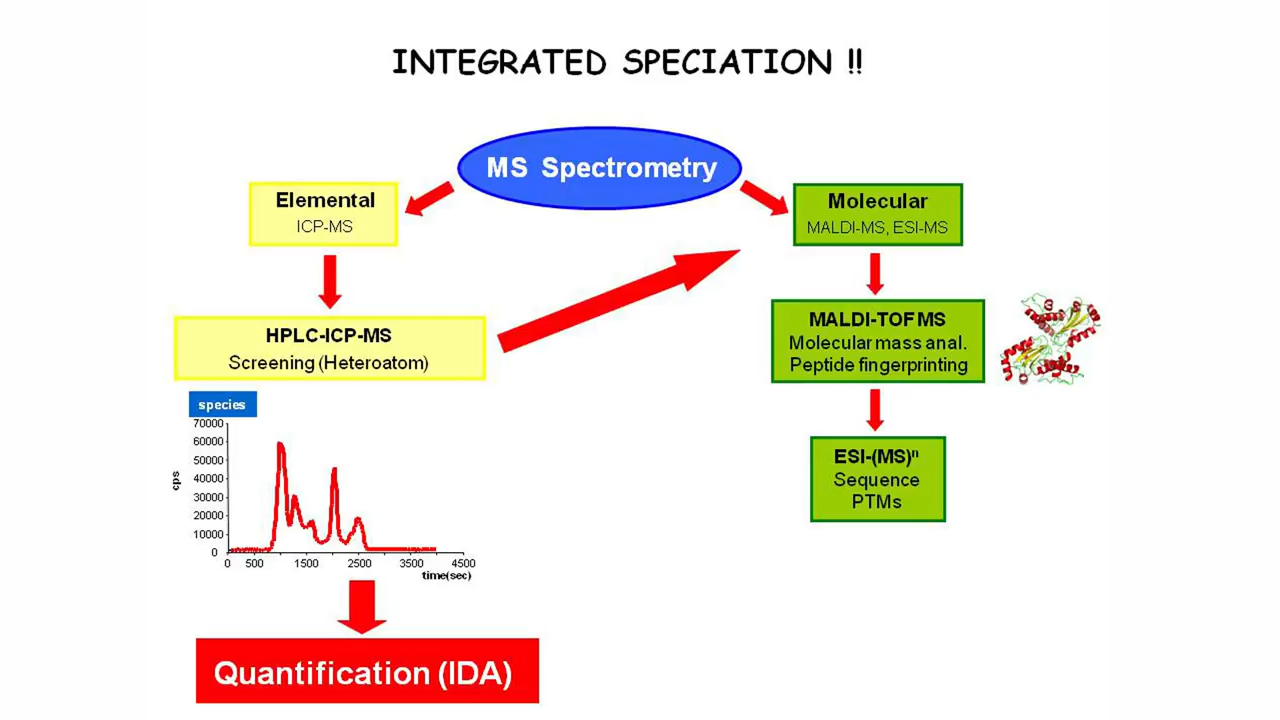 INTEGRATED SPECIATION !!
MS Spectrometry
Elemental
ICP-MS
Molecular
MALDI-MS, ESI-MS
HPLC-ICP-MS
Screening (Heteroatom)
MALDI-TOF MS
Molecular mass anal.
Peptide fingerprinting
ESI-(MS)ⁿ
Sequence
PTMs
species
70000
60000
50000
40000
30000
20000
10000
0
cps
0 500 1500 2500 3500 4500
time(sec)
Quantification (IDA)